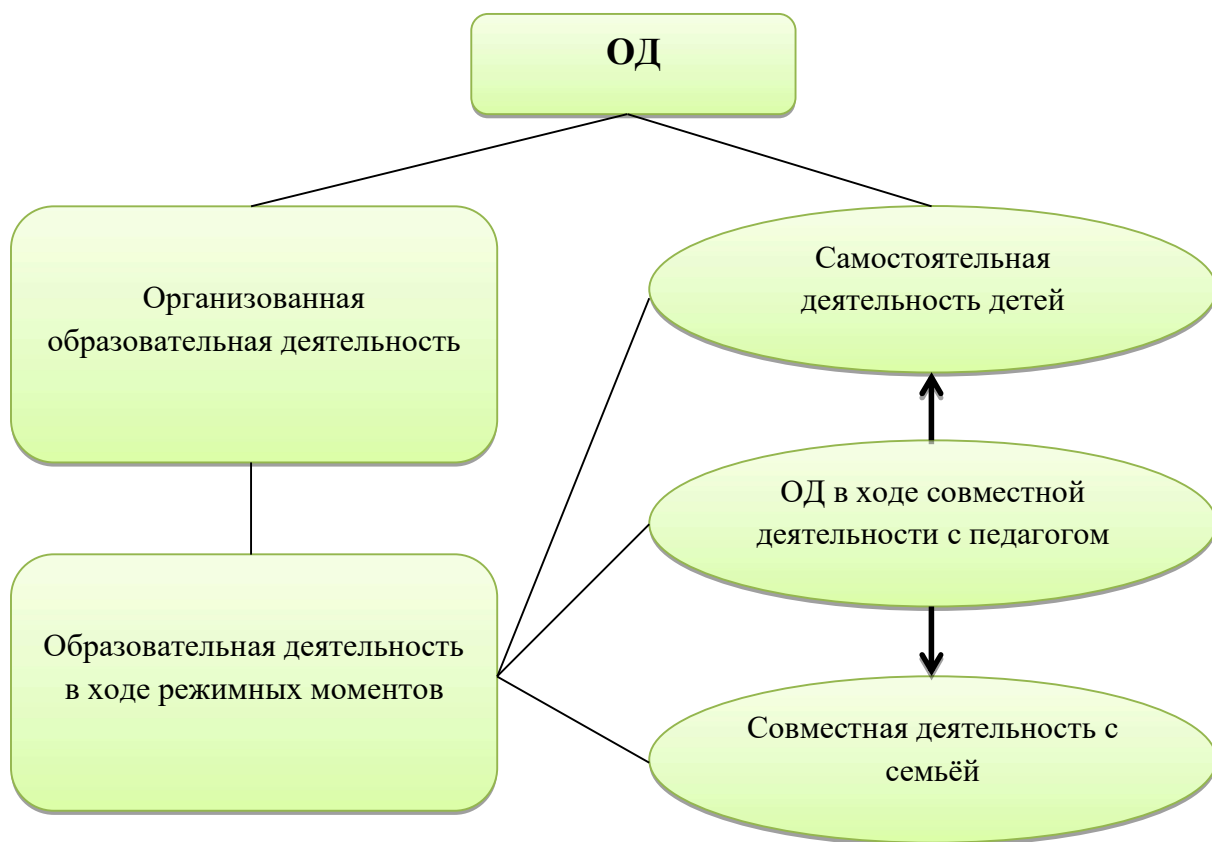 ОД
Организованная
образовательная деятельность
Самостоятельная
деятельность детей
ОД в ходе совместной
деятельности с педагогом
Образовательная деятельность
в ходе режимных моментов
Совместная деятельность с
семьёй